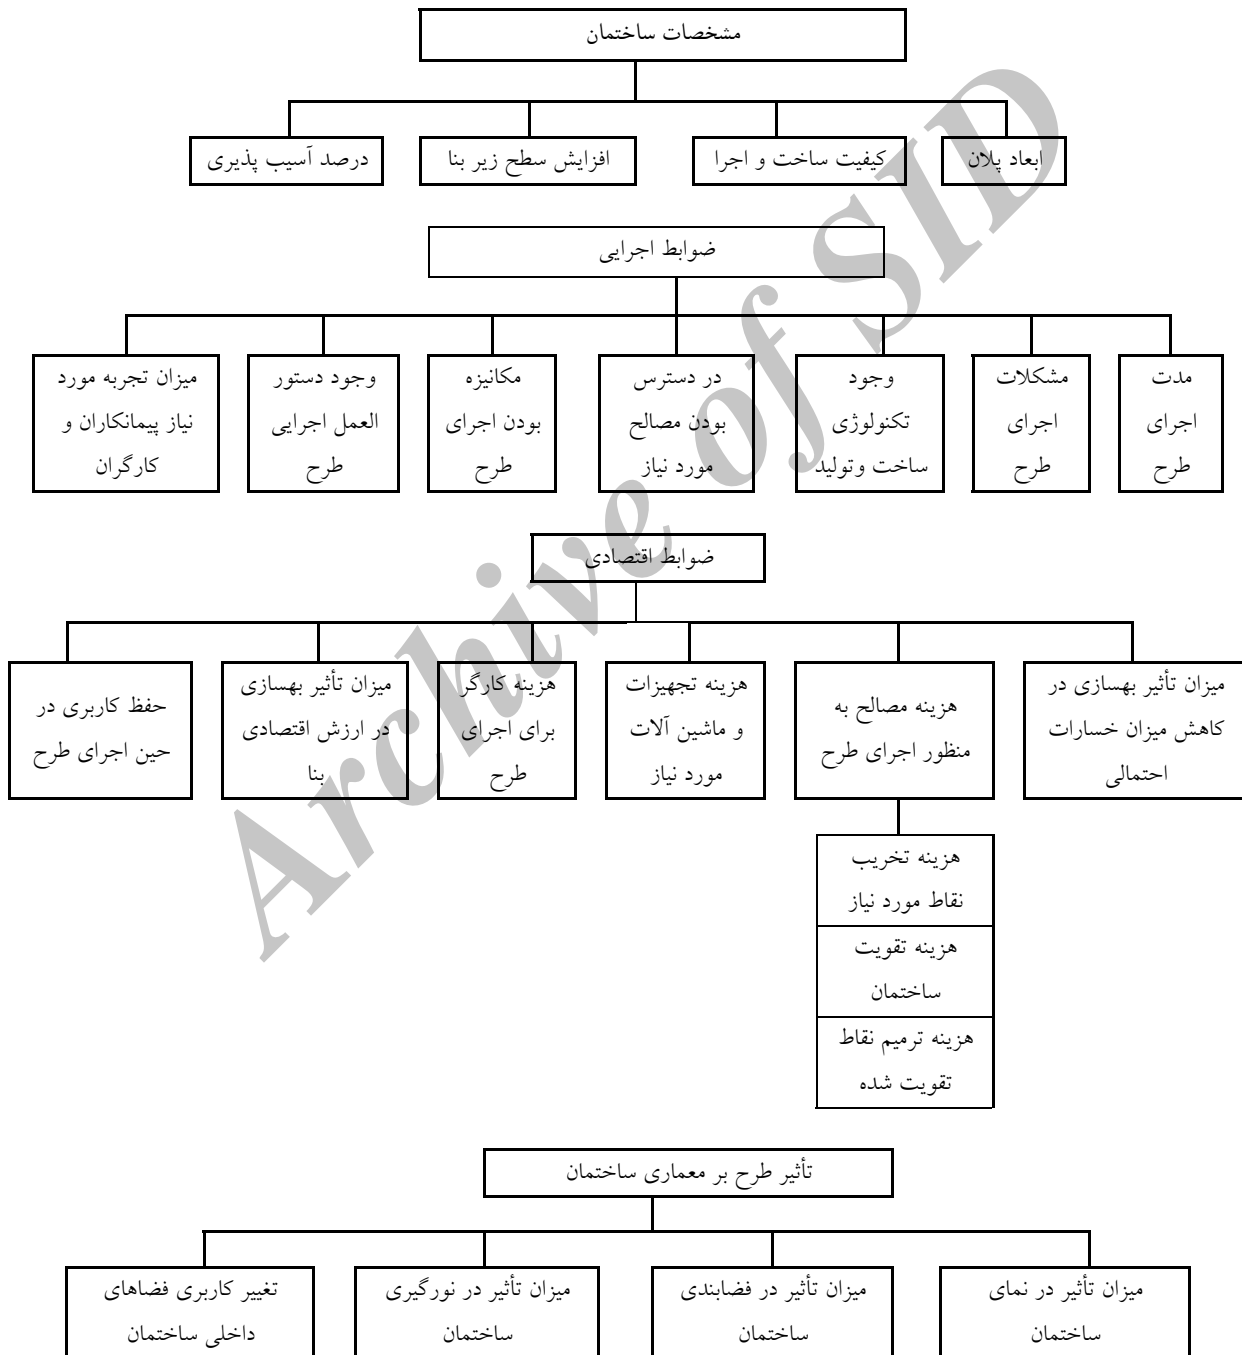 مشخصات ساختمان
ابعاد پلان
کیفیت ساخت و اجرا
افزایش سطح زیر بنا
درصد آسیب پذیری
ضوابط اجرایی
مدت
اجرای
طرح
مشکلات
اجرای
طرح
وجود
تکنولوژی
ساخت وتولید
در دسترس
بودن مصالح
مورد نیاز
مکانیزه
بودن اجرای
طرح
وجود دستور
العمل اجرایی
طرح
میزان تجربه مورد
نیاز پیمانکاران و
کارگران
ضوابط اقتصادی
میزان تأثیر بهسازی در
کاهش میزان خسارات
احتمالی
هزینه مصالح به
منظور اجرای طرح
هزینه تجهیزات
و ماشین آلات
مورد نیاز
هزینه کارگر
برای اجرای
طرح
میزان تأثیر بهسازی
در ارزش اقتصادی
بنا
حفظ کاربری در
حین اجرای طرح
هزینه تخریب
نقاط مورد نیاز
هزینه تقویت
ساختمان
هزینه ترمیم نقاط
تقویت شده
تأثیر طرح بر معماری ساختمان
میزان تأثیر در نمای
ساختمان
میزان تأثیر در فضابندی
ساختمان
میزان تأثیر در نورگیری
ساختمان
تغییر کاربری فضاهای
داخلی ساختمان
Archive of SID